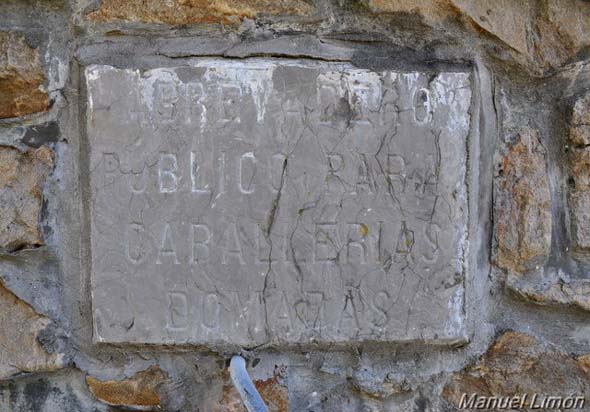 ABREVADERO
PUBLICO PARA
CABALLERIAS
DOMADAS
Manuel Limón